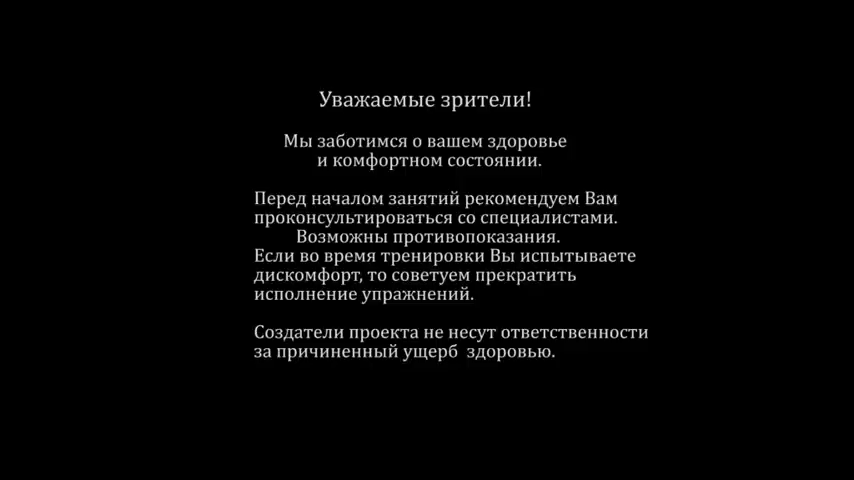 Уважаемые зрители!
Мы заботимся о вашем здоровье
и комфортном состоянии.
Перед началом занятий рекомендуем Вам
проконсультироваться со специалистами.
Возможны противопоказания.
Если во время тренировки Вы испытываете
дискомфорт, то советуем прекратить
исполнение упражнений.
Создатели проекта не несут ответственности
за причиненный ущерб  здоровью.